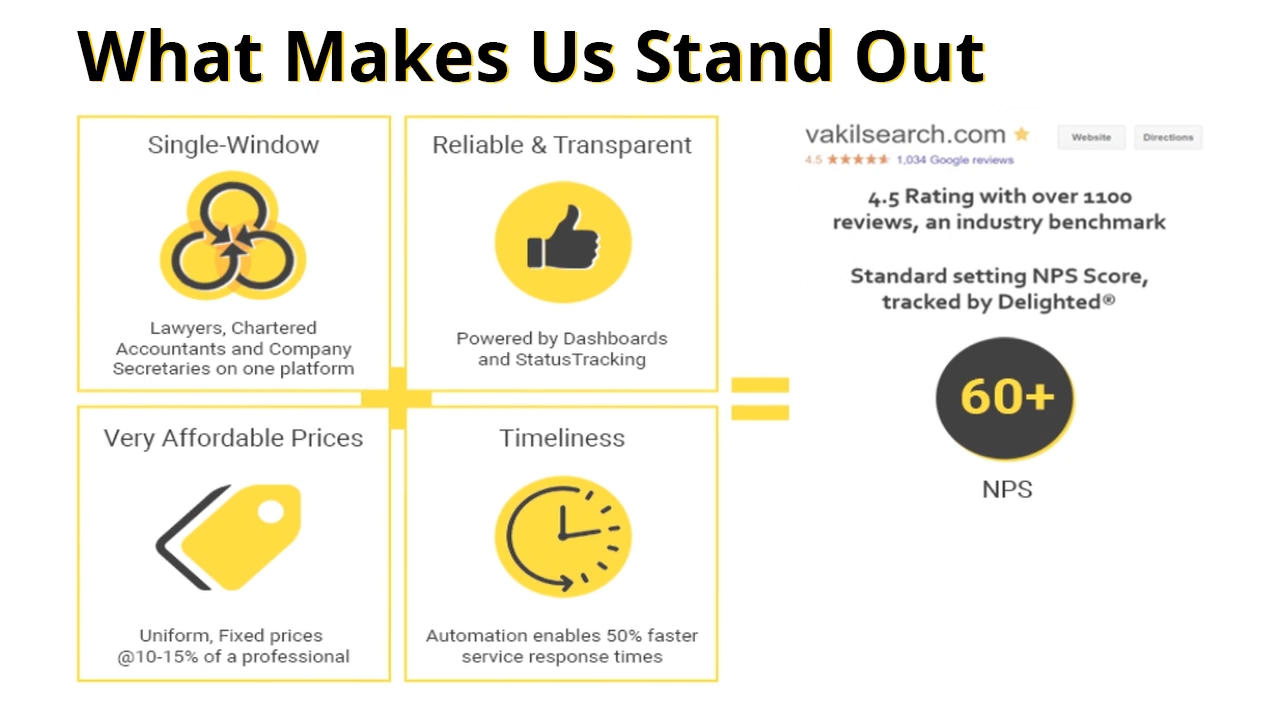 What Makes Us Stand Out
Single-Window
Lawyers, Chartered
Accountants and Company
Secretaries on one platform
Reliable & Transparent
Powered by Dashboards
and StatusTracking
Very Affordable Prices
Uniform, Fixed prices
@10-15% of a professional
Timeliness
Automation enables 50% faster
service response times
vakilsearch.com
Website
Directions
4.5 1,034 Google reviews
4.5 Rating with over 1100
reviews, an industry benchmark
Standard setting NPS Score,
tracked by Delighted®
60+
NPS